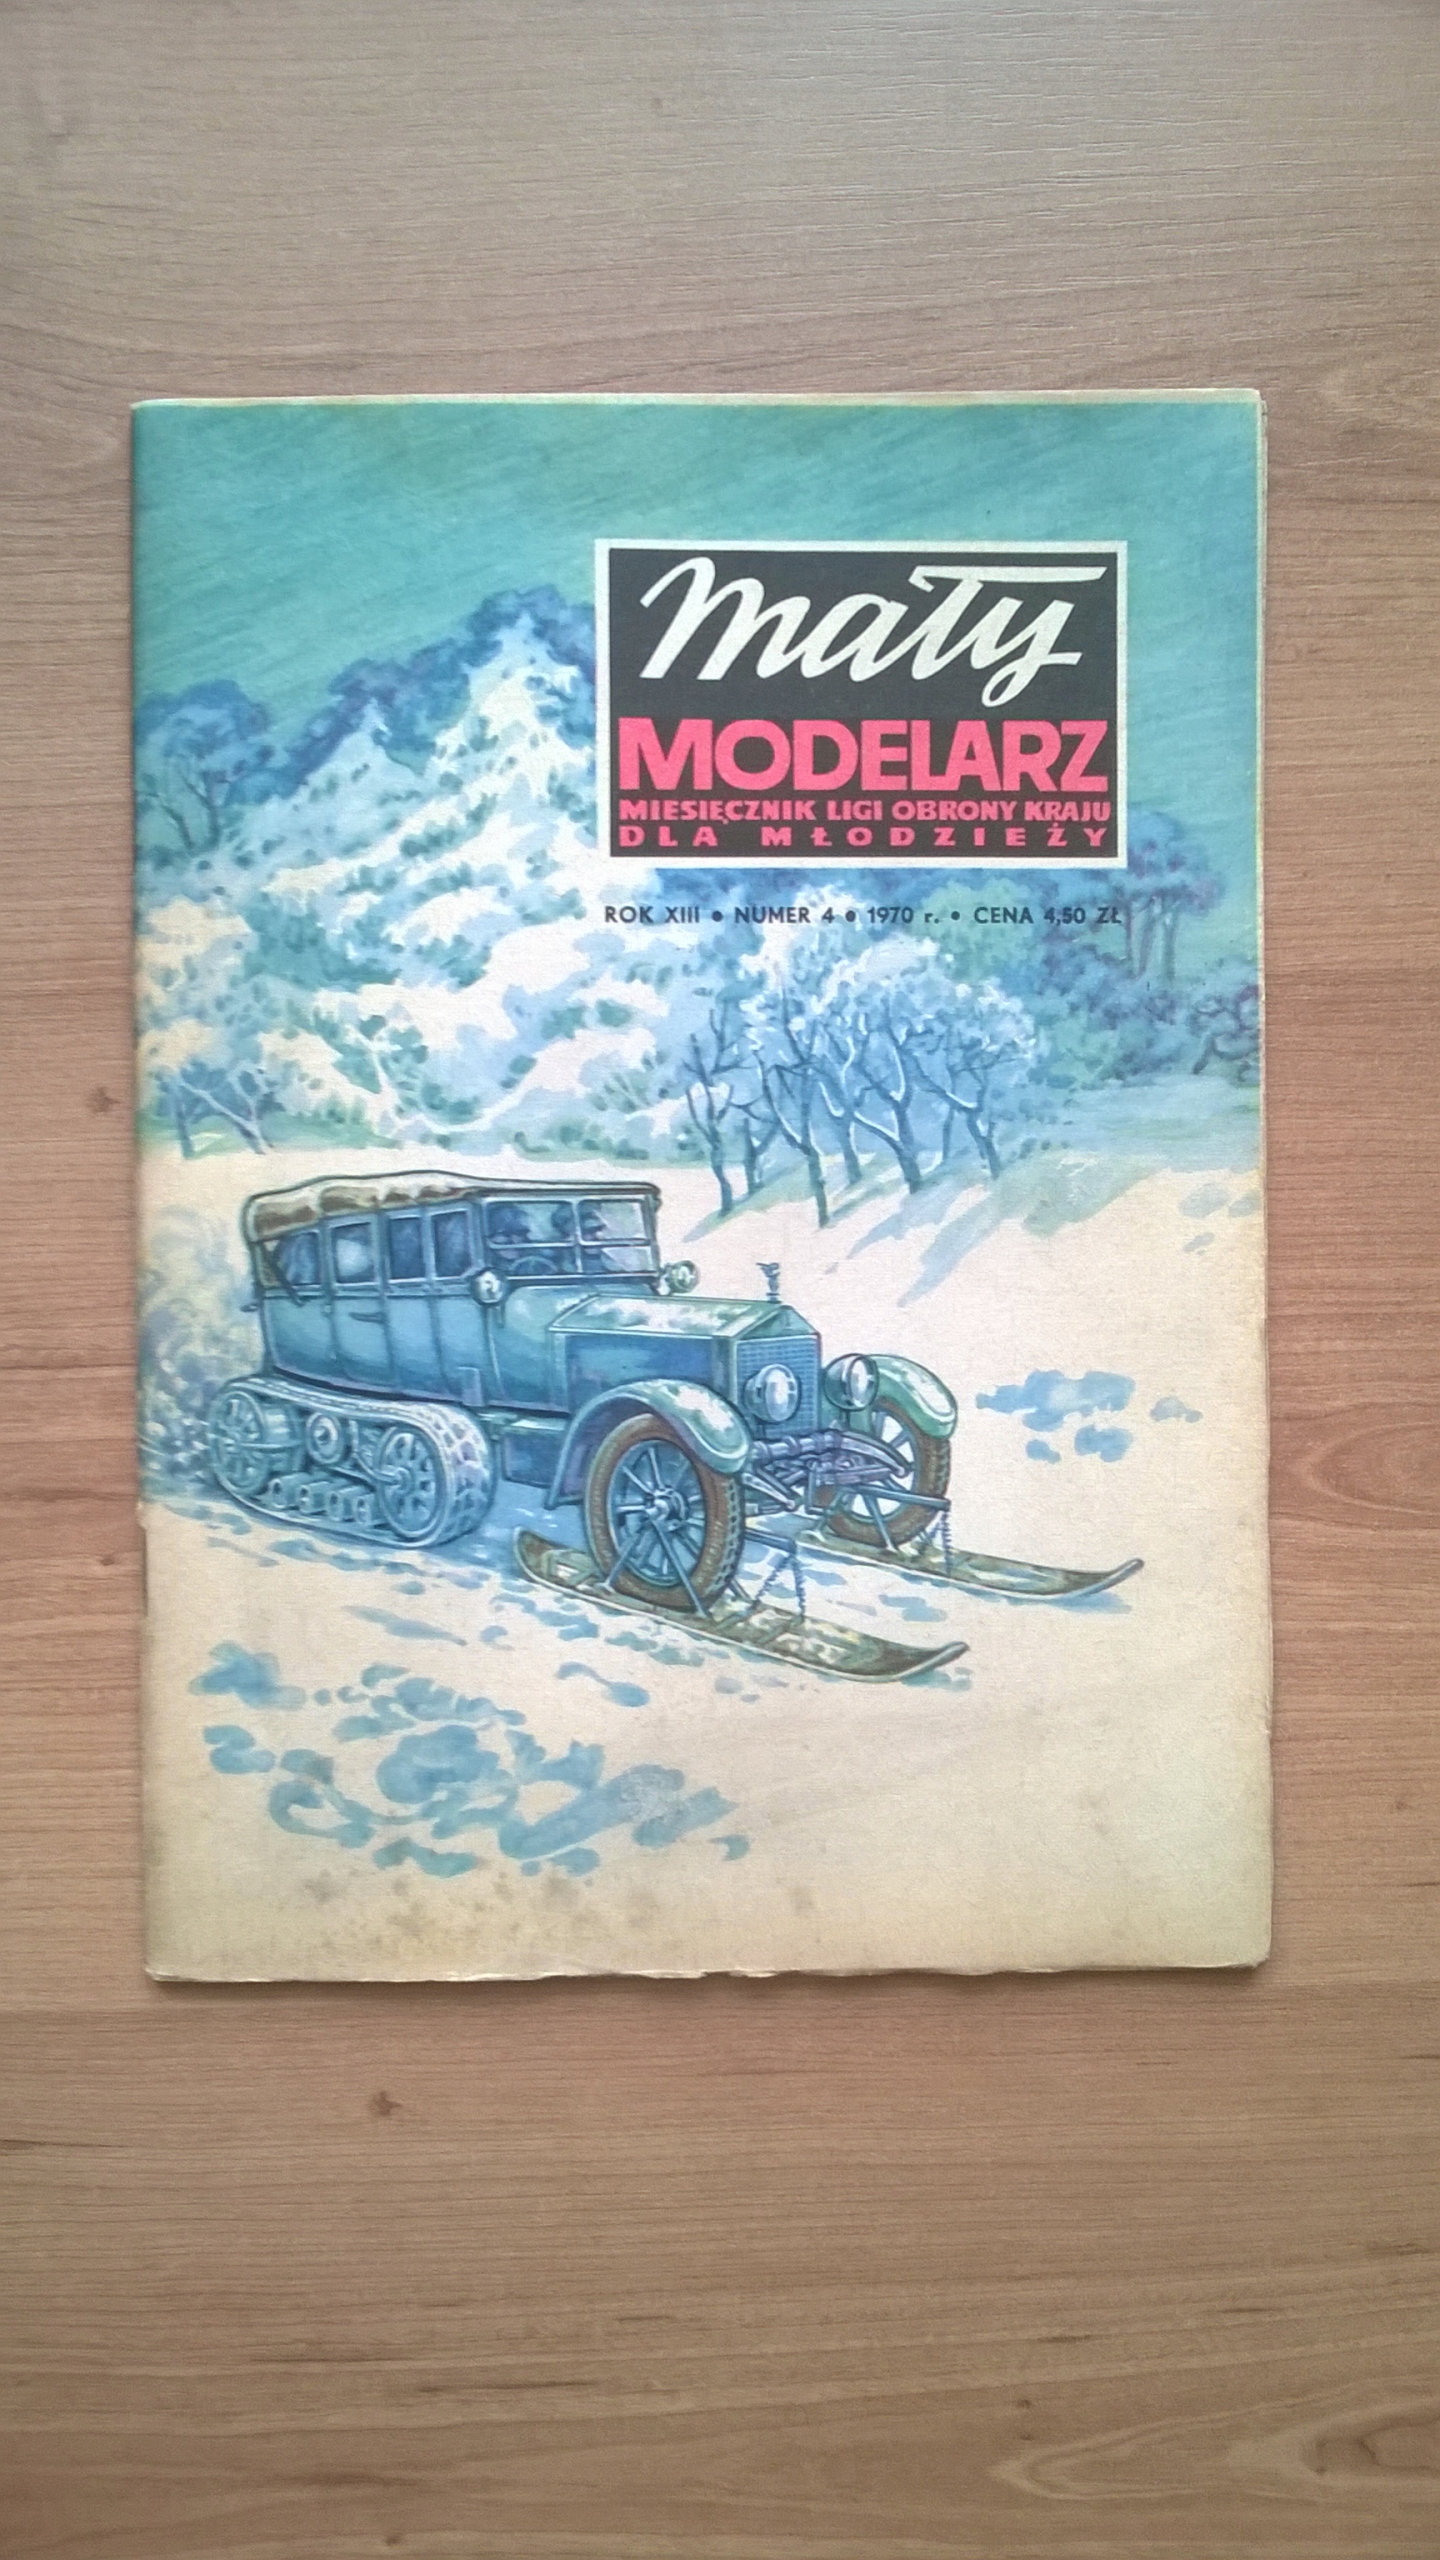 Mały
MODELARZ
MIESIĘCZNIK LIGI OBRONY KRAJU
DLA MŁODZIEŻY
ROK XIII • NUMER 4 • 1970 r. • CENA 4,50 ZŁ